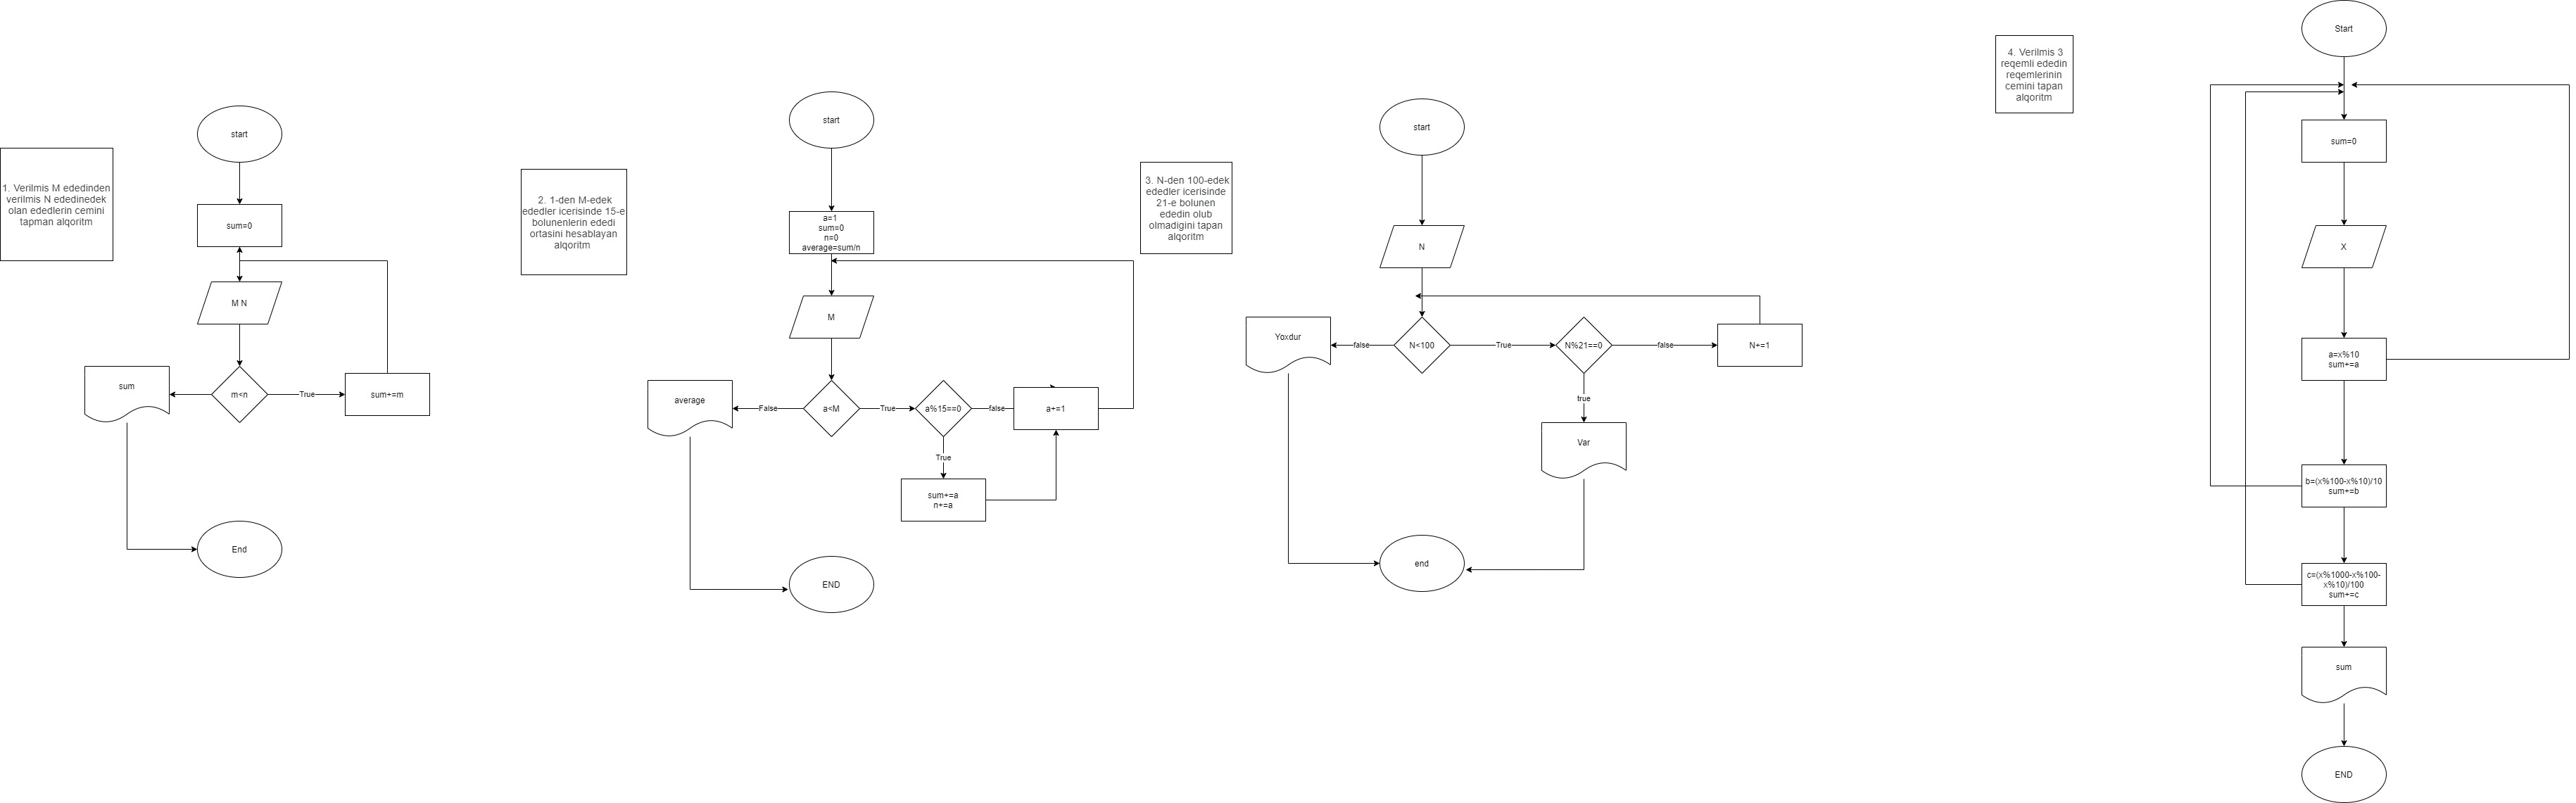 1. Verilmis M ededinden
verilmis N ededinedek
olan ededlerin cemini
tapman alqoritm
start
sum=0
M N
m<n
True
sum+=m
sum
End
2. 1-den M-edek
ededler icerisinde 15-e
bolunenlerin ededi
ortasini hesablayan
alqoritm
start
a=1
sum=0
n=0
average=sum/n
M
a<M
False
average
True
a%15==0
false
a+=1
True
sum+=a
n+=a
END
3. N-den 100-edek
ededler icerisinde
21-e bolunen
ededin olub
olmadigini tapan
alqoritm
start
N
N<100
false
Yoxdur
True
N%21==0
false
N+=1
true
Var
end
4. Verilmis 3
reqemli ededin
reqemlerinin
cemini tapan
alqoritm
Start
sum=0
X
a=x%10
sum+=a
b=(x%100-x%10)/10
sum+=b
c=(x%1000-x%100-
x%10)/100
sum+=c
sum
END